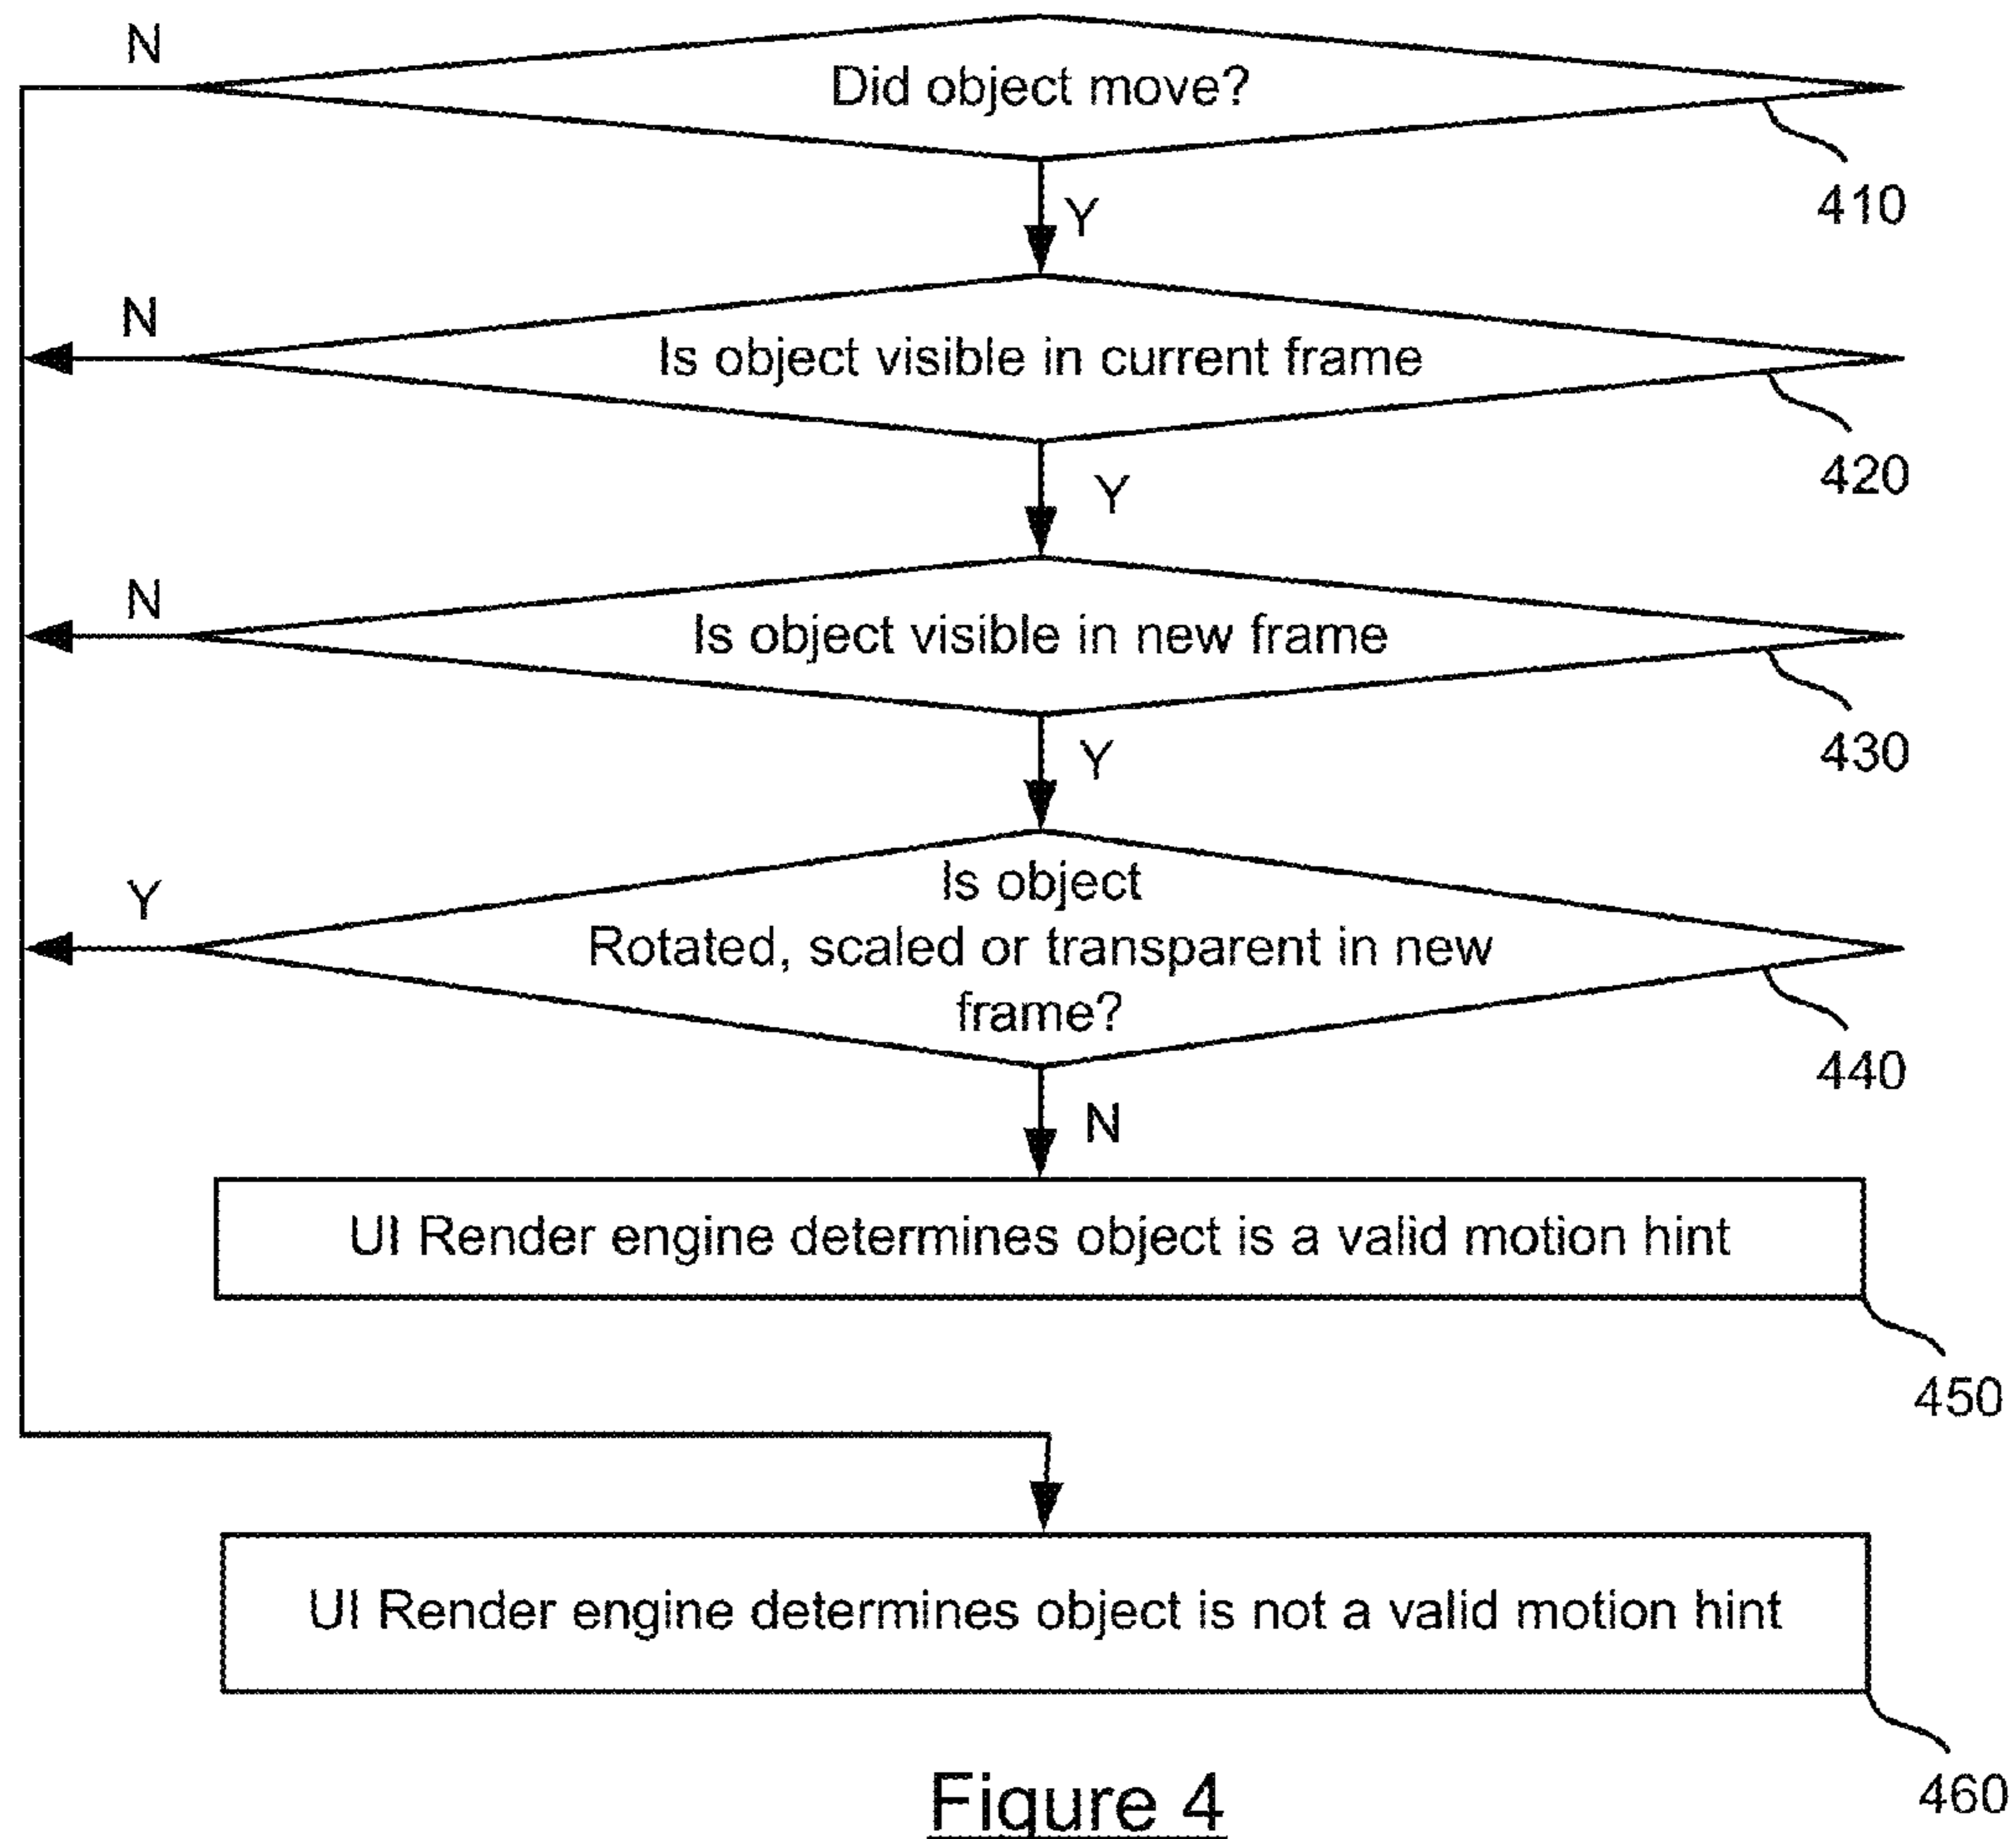 N
Did object move?
410
Y
N
Is object visible in current frame
420
Y
N
Is object visible in new frame
430
Y
Y
Is object
Rotated, scaled or transparent in new
frame?
440
N
UI Render engine determines object is a valid motion hint
450
UI Render engine determines object is not a valid motion hint
460
Figure 4